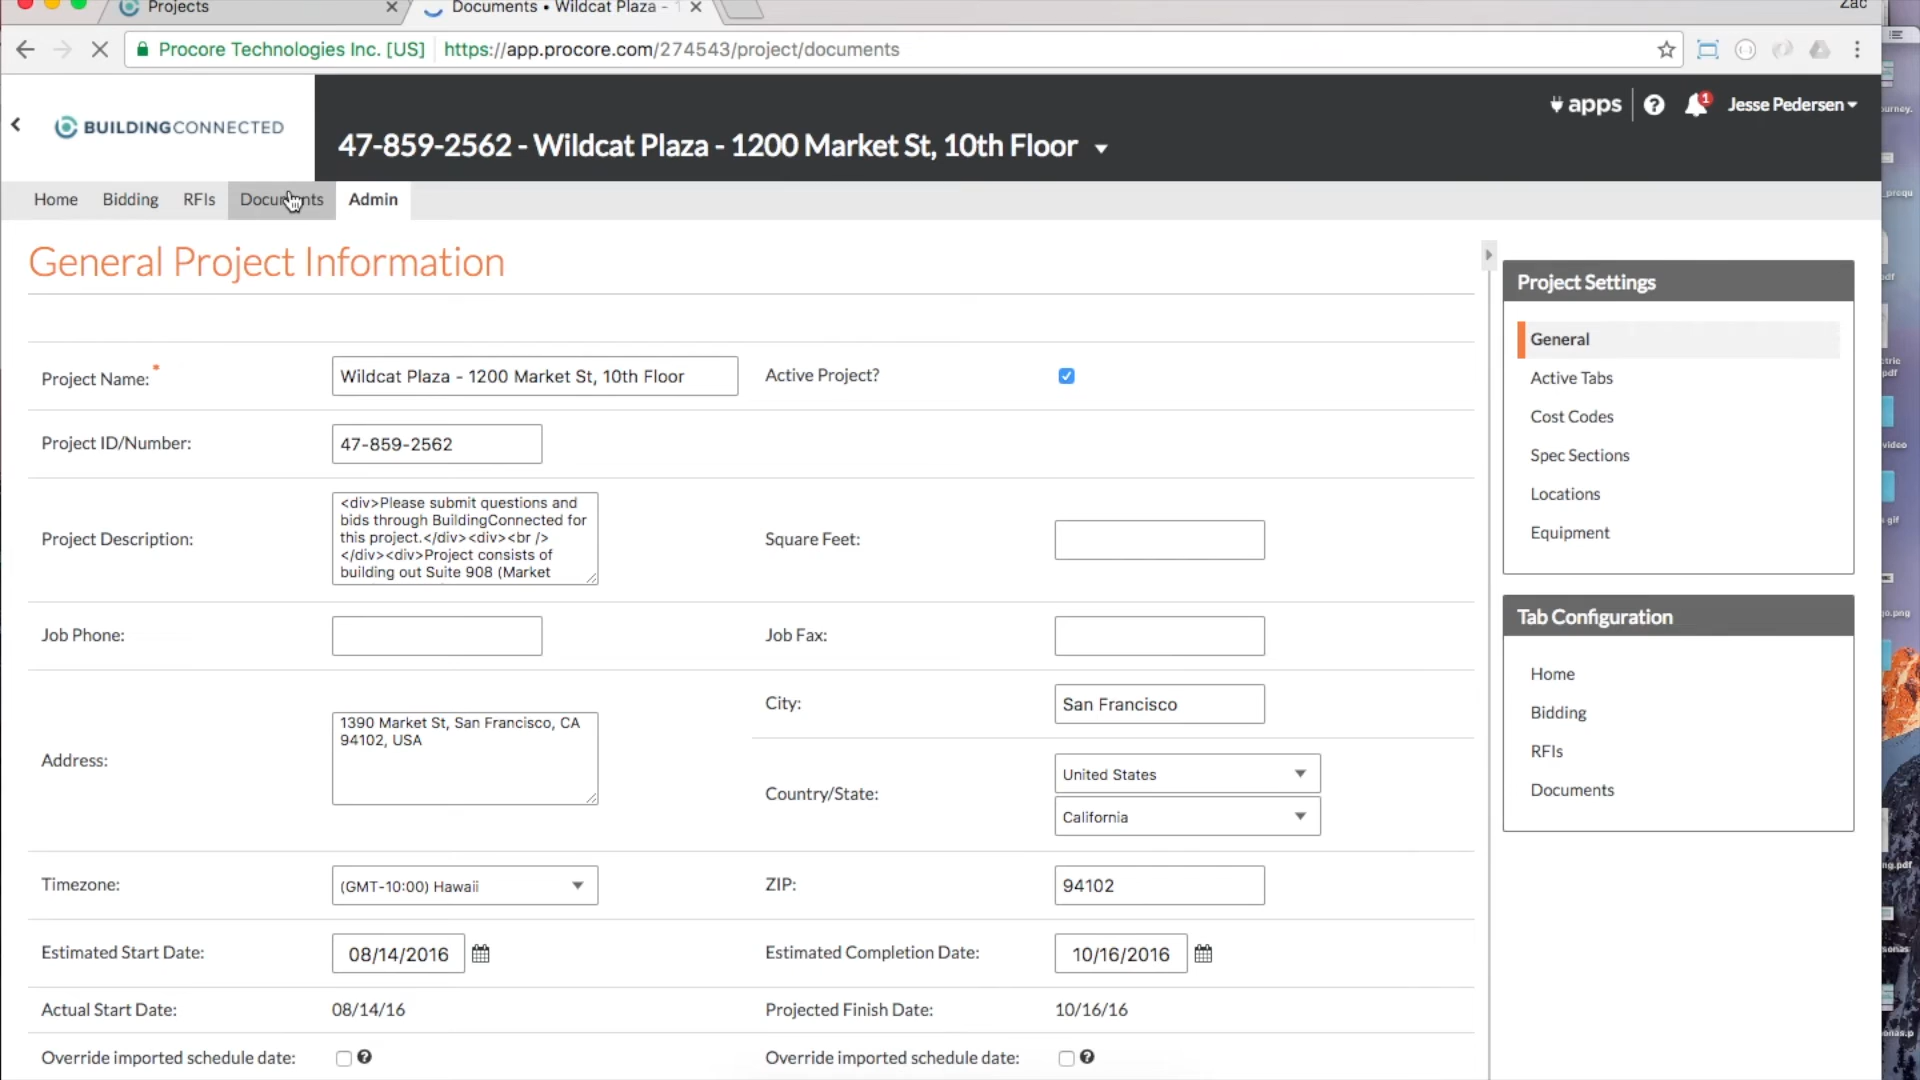 Projects
Documents • Wildcat Plaza -
Zac
Procore Technologies Inc. [US]
https://app.procore.com/274543/project/documents
BUILDINGCONNECTED
apps
1
Jesse Pedersen
47-859-2562 - Wildcat Plaza - 1200 Market St, 10th Floor
Home
Bidding
RFIs
Documents
Admin
General Project Information
Project Settings
General
Active Tabs
Cost Codes
Spec Sections
Locations
Equipment
Tab Configuration
Home
Bidding
RFIs
Documents
Project Name: *
Wildcat Plaza - 1200 Market St, 10th Floor
Active Project?
Project ID/Number:
47-859-2562
Project Description:
<div>Please submit questions and
bids through BuildingConnected for
this project.</div><div><br />
</div><div>Project consists of
building out Suite 908 (Market
Square Feet:
Job Phone:
Job Fax:
Address:
1390 Market St, San Francisco, CA
94102, USA
City:
San Francisco
Country/State:
United States
California
Timezone:
(GMT-10:00) Hawaii
ZIP:
94102
Estimated Start Date:
08/14/2016
Estimated Completion Date:
10/16/2016
Actual Start Date:
08/14/16
Projected Finish Date:
10/16/16
Override imported schedule date:
Override imported schedule date: